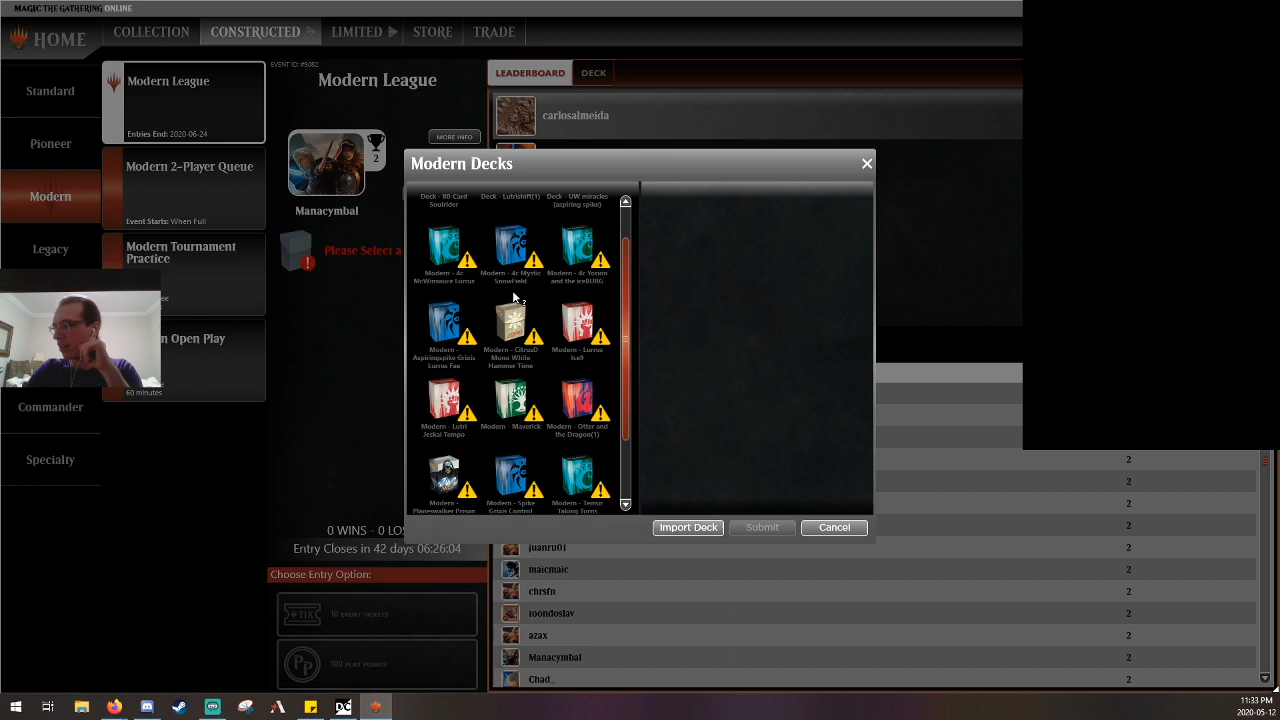 MAGIC THE GATHERING ONLINE
HOME
COLLECTION
CONSTRUCTED
LIMITED
STORE
TRADE
Standard
Pioneer
Modern
Legacy
Commander
Specialty
Modern League
Entries End: 2020-06-24
Modern 2-Player Queue
Event Starts: When Full
Modern Tournament
Practice
Open Play
60 minutes
EVENT ID: #5082
Modern League
MORE INFO
2
Manacymbal
Please Select a
0 WINS - 0 LOS
Entry Closes in 42 days 06:26:04
Choose Entry Option:
TIX
10 EVENT TICKETS
PP
100 PLAY POINTS
LEADERBOARD
DECK
carlosalmeida
Modern Decks
Deck - 80-Card
Soulrider
Deck - Lutrishift(1)
Deck - UW miracles
(aspiring spike)
Modern - 4c
McWinsauce Lurrus
Modern - 4c Mystic
SnowField
Modern - 4c Yorion
and the iceBURG
Modern -
Aspiringspike Grixis
Lurrus Fae
Modern - CitrusD
Mono White
Hammer Time
Modern - Lurrus
Ice9
Modern - Lutri
Jeskai Tempo
Modern - Maverick
Modern - Otter and
the Dragon(1)
Modern -
Planeswalker Prison
Modern - Spike
Grixis Control
Modern - Temur
Taking Turns
Import Deck
Submit
Cancel
2
2
2
2
juanru01 2
maicmaic 2
chrsfn 2
toondoslav 2
azax 2
Manacymbal 2
Chad_ 2
11:33 PM
2020-05-12